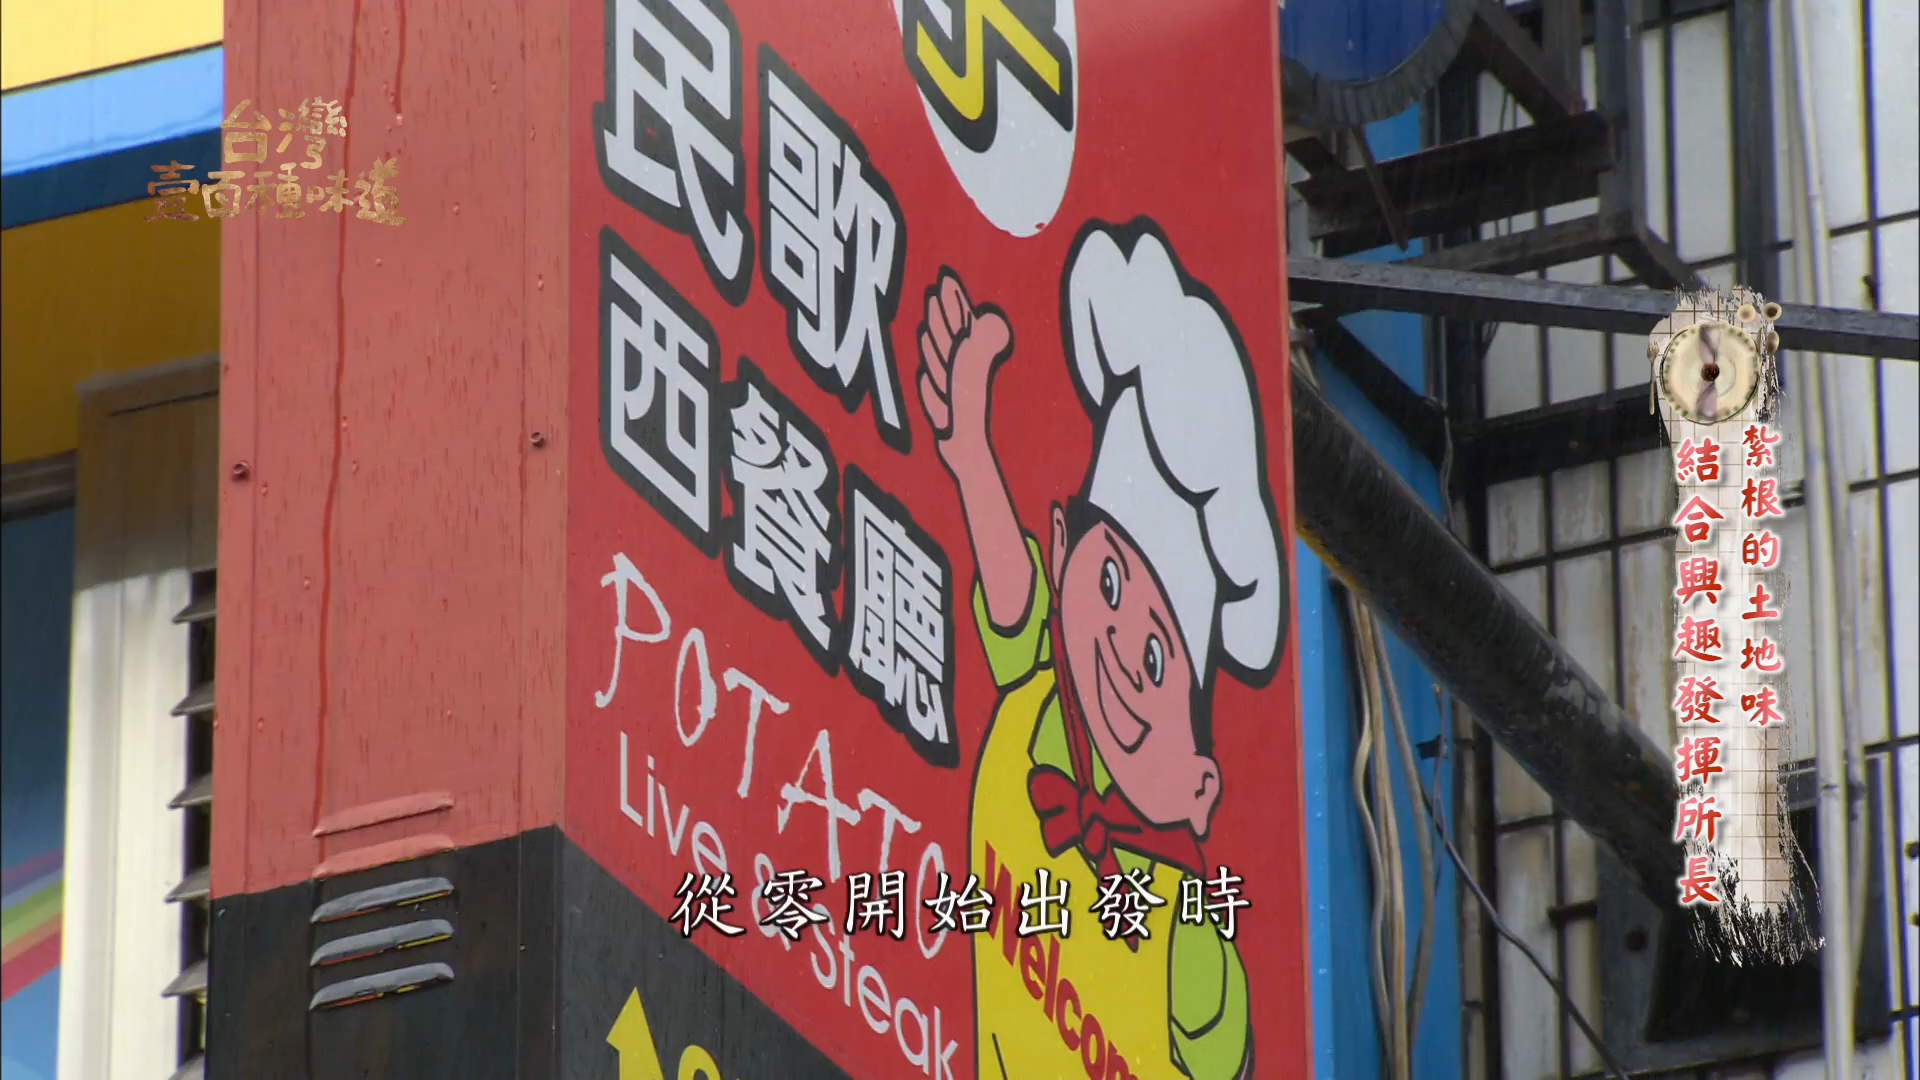 台灣
壹百種味道
民歌
西餐廳
POTATO
Live & Steak
Welcom
紮根的土地味
結合興趣發揮所長
從零開始出發時